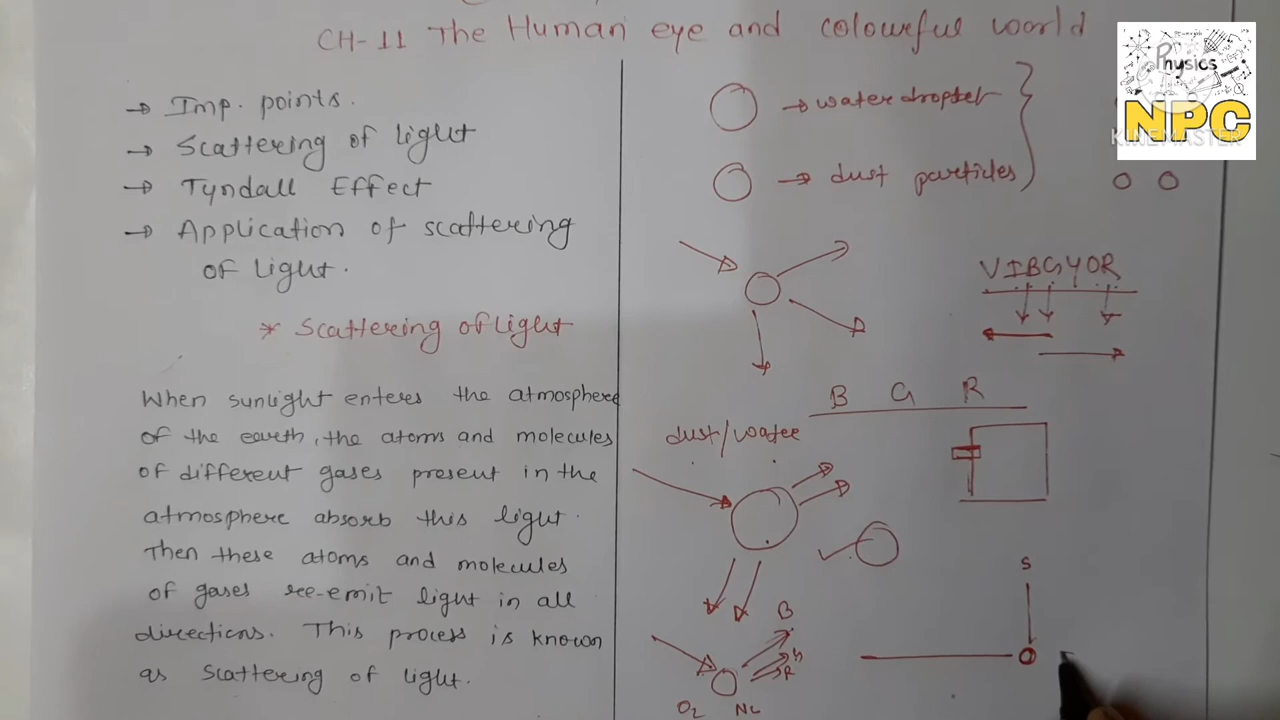 CH-11 The Human eye and colourful world
→ Imp. points.
→ Scattering of light
→ Tyndall Effect
→ Application of scattering
of light.
* Scattering of light
When sunlight enters the atmosphere
of the earth, the atoms and molecules
of different gases present in the
atmosphere absorb this light.
Then these atoms and molecules
of gases re-emit light in all
directions. This process is known
as scattering of light.
→ water droplet
→ dust particles
VIBGYOR
B G R
dust/water
B
G
R
O2
S
Physics
NPC
KINEMASTER